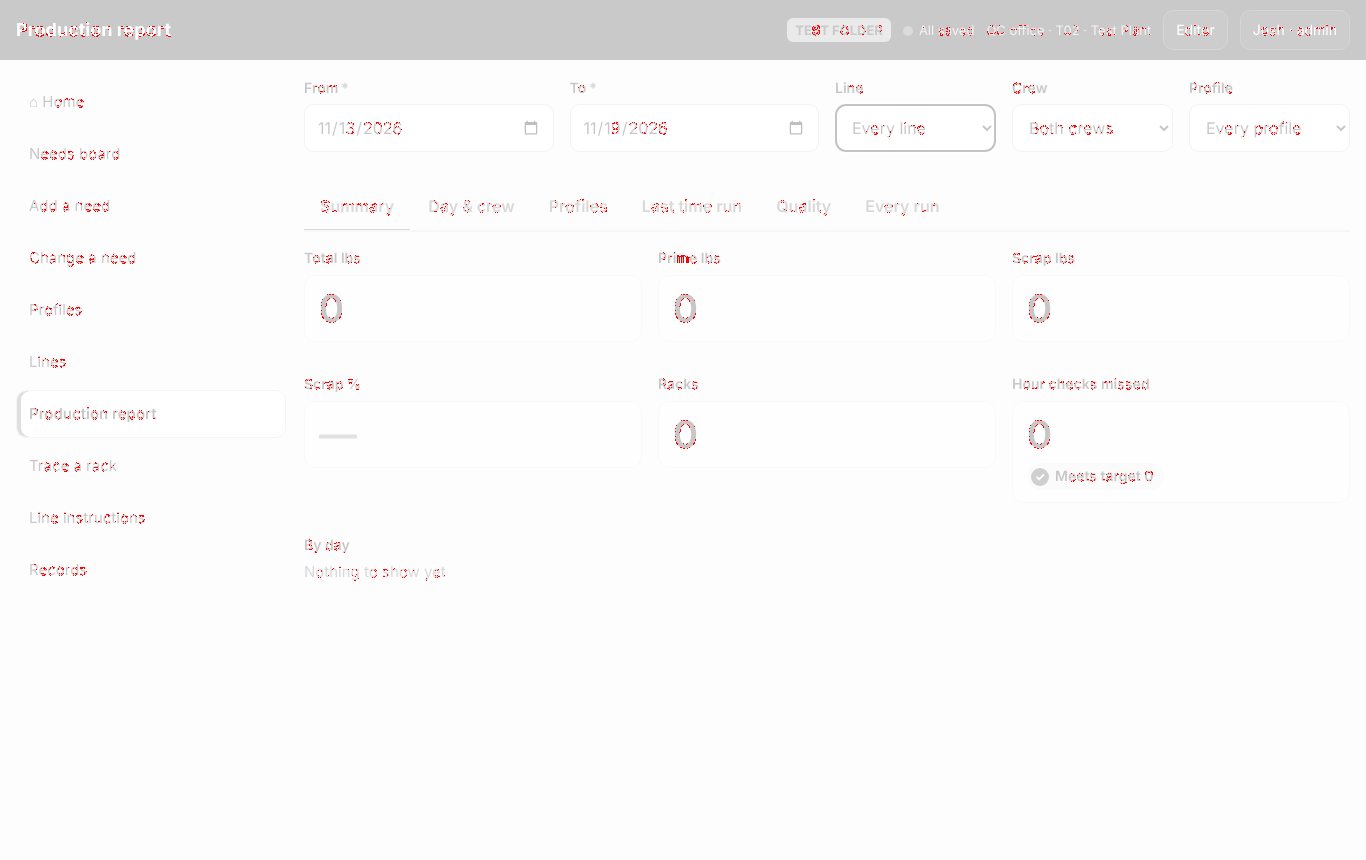 Production report
TEST FOLDER
All saved · QC office · T02 · Test Plant
Editor
Josh · admin
⌂ Home
Needs board
Add a need
Change a need
Profiles
Lines
Production report
Trace a rack
Line instructions
Records
From *
11/13/2026
To *
11/19/2026
Line
Every line
Crew
Both crews
Profile
Every profile
Summary
Day & crew
Profiles
Last time run
Quality
Every run
Total lbs
0
Prime lbs
0
Scrap lbs
0
Scrap %
—
Racks
0
Hour checks missed
0
Meets target 0
By day
Nothing to show yet